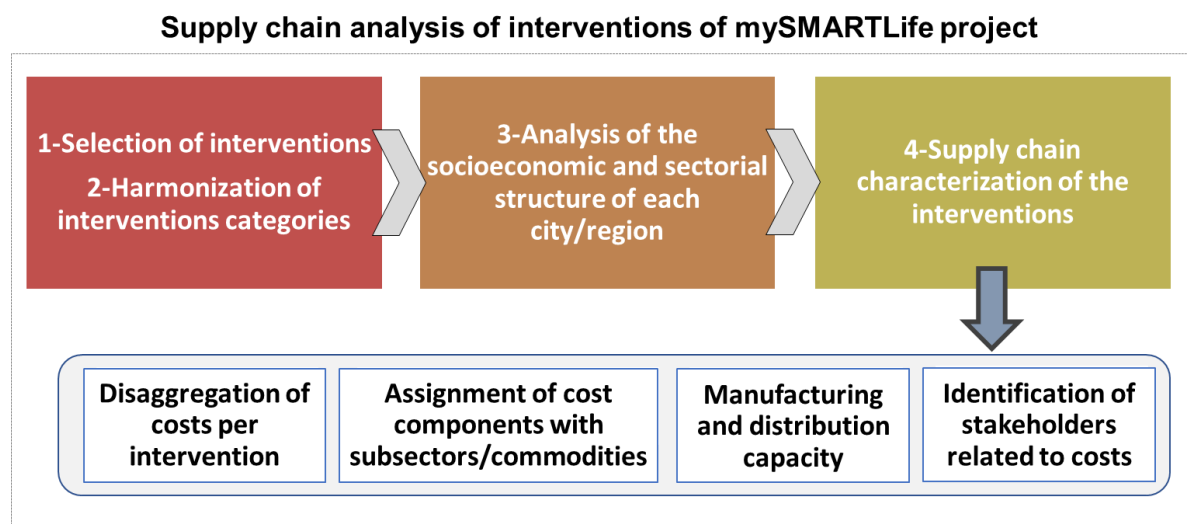 Supply chain analysis of interventions of mySMARTLife project
1-Selection of interventions
2-Harmonization of
interventions categories
3-Analysis of the
socioeconomic and sectorial
structure of each
city/region
4-Supply chain
characterization of the
interventions
Disaggregation of
costs per
intervention
Assignment of cost
components with
subsectors/commodities
Manufacturing
and distribution
capacity
Identification of
stakeholders
related to costs